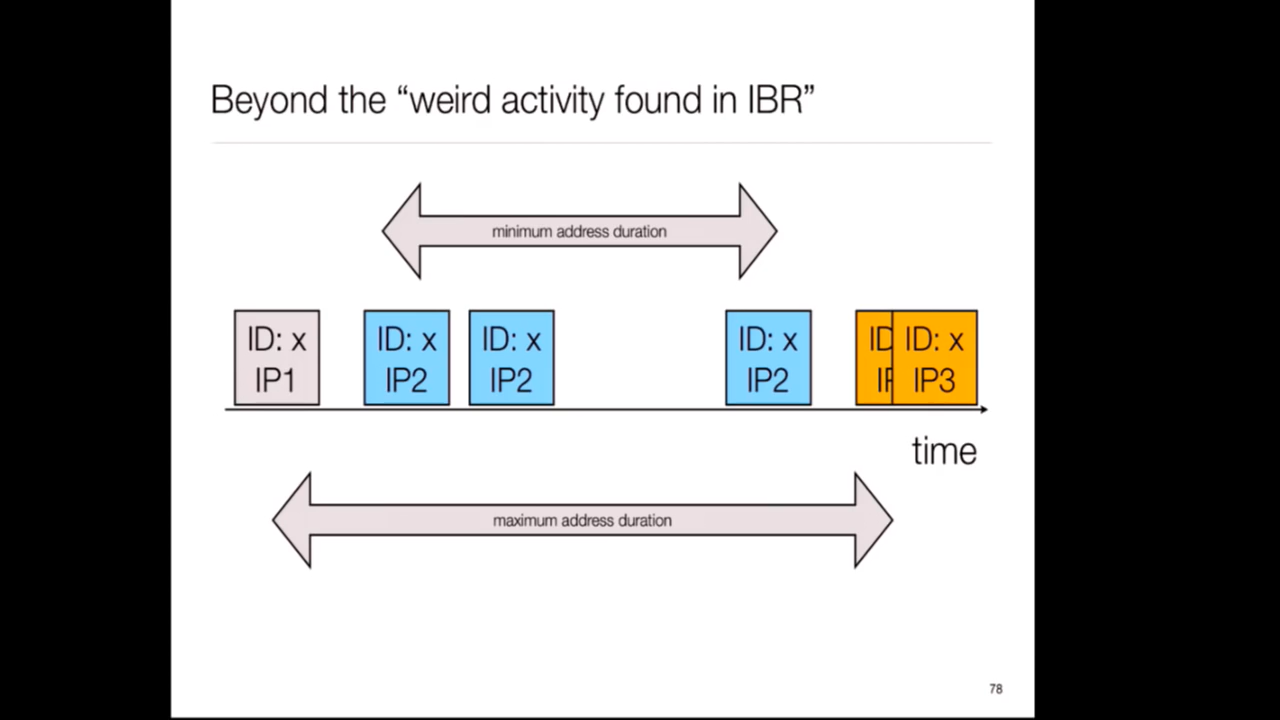 Beyond the “weird activity found in IBR”
minimum address duration
ID: x
IP1
ID: x
IP2
ID: x
IP2
ID: x
IP2
ID
ID: x
IP3
time
maximum address duration
78